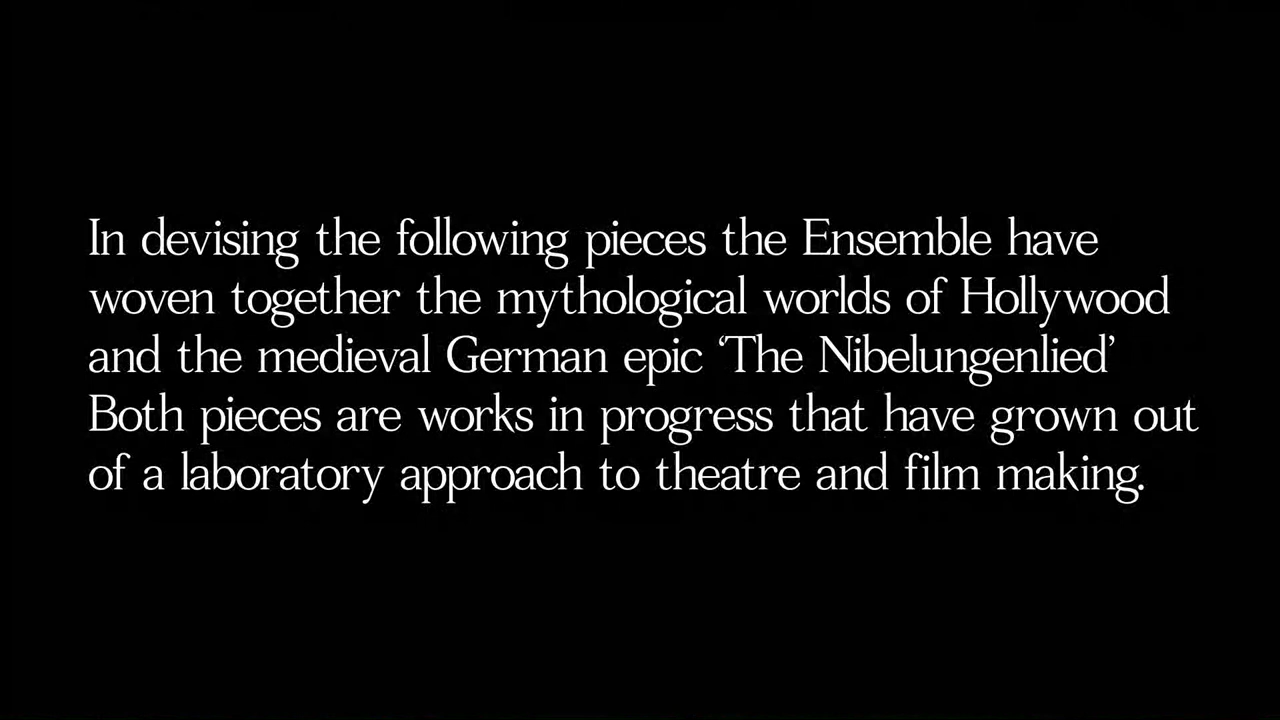 In devising the following pieces the Ensemble have
woven together the mythological worlds of Hollywood
and the medieval German epic ‘The Nibelungenlied’
Both pieces are works in progress that have grown out
of a laboratory approach to theatre and film making.